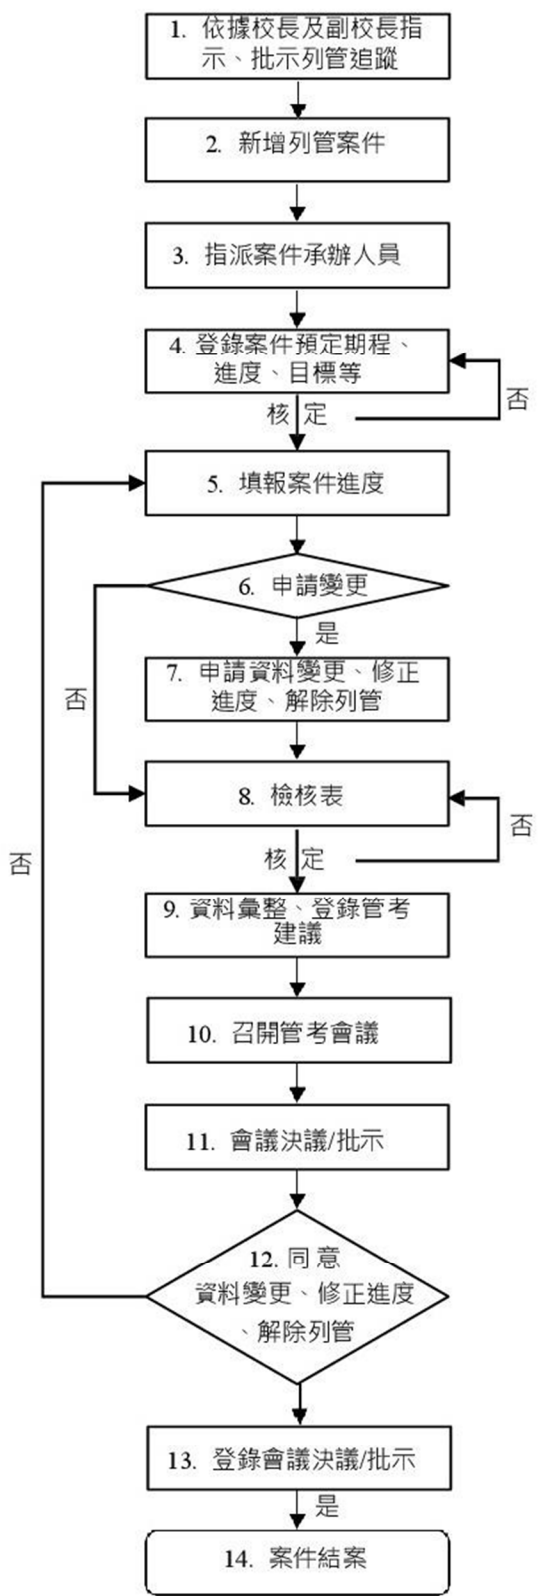 1. 依據校長及副校長指
示、批示列管追蹤
2. 新增列管案件
3. 指派案件承辦人員
4. 登錄案件預定期程、
進度、目標等
否
核定
5. 填報案件進度
6. 申請變更
是
7. 申請資料變更、修正
進度、解除列管
否
8. 檢核表
否
核定
否
9. 資料彙整、登錄管考
建議
10. 召開管考會議
11. 會議決議/批示
12. 同意
資料變更、修正進度
、解除列管
13. 登錄會議決議/批示
是
14. 案件結案